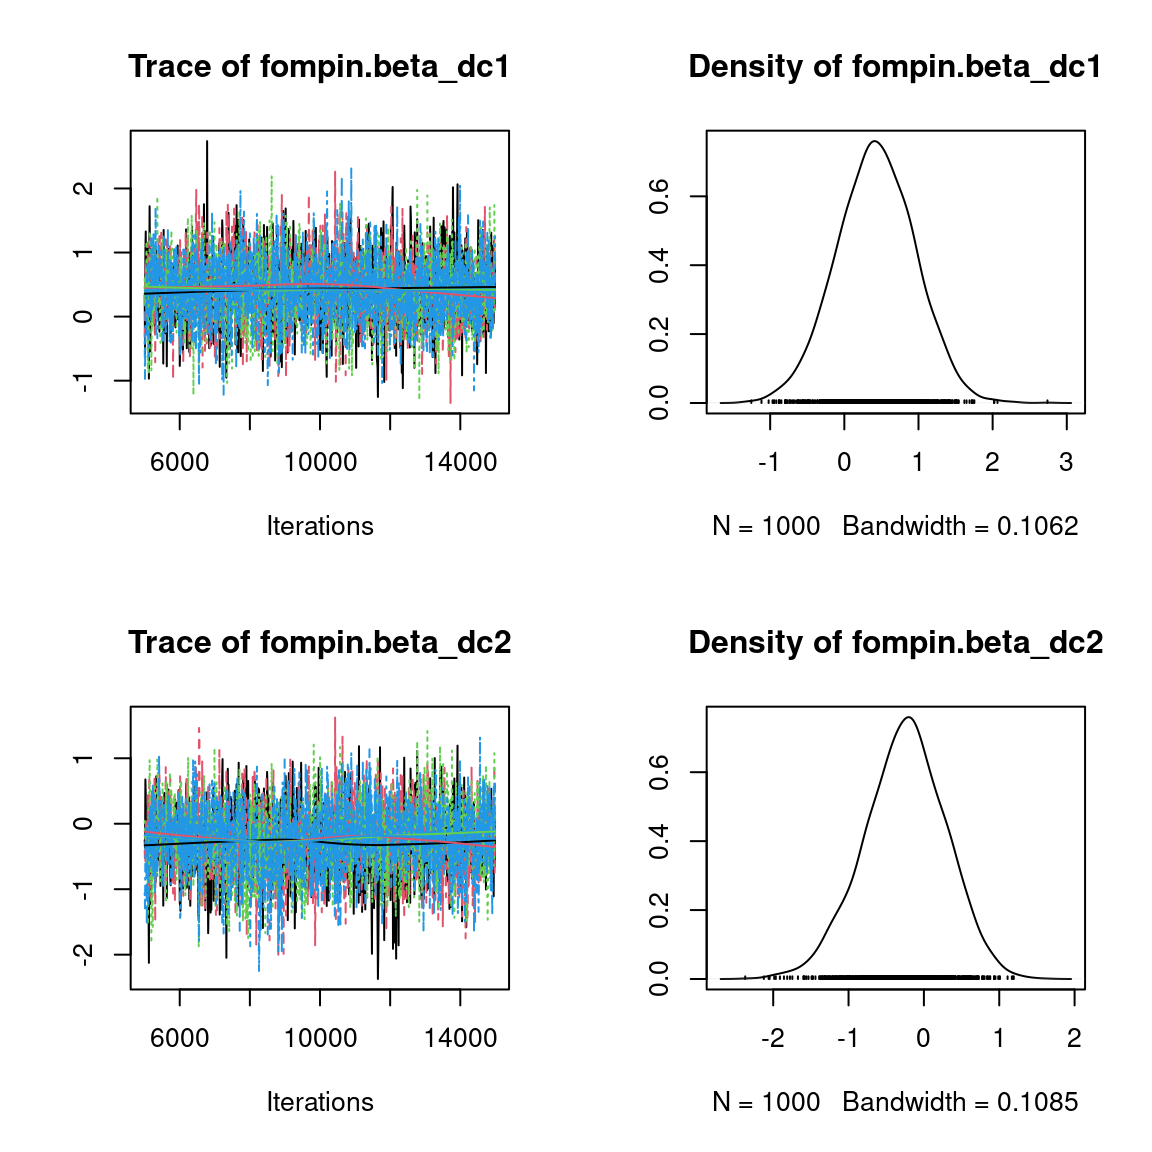 Trace of fompin.beta_dc1
2
1
0
-1
6000 10000 14000
Iterations
Density of fompin.beta_dc1
0.6
0.4
0.2
0.0
-1 0 1 2 3
N = 1000 Bandwidth = 0.1062
Trace of fompin.beta_dc2
1
0
-1
-2
6000 10000 14000
Iterations
Density of fompin.beta_dc2
0.6
0.4
0.2
0.0
-2 -1 0 1 2
N = 1000 Bandwidth = 0.1085